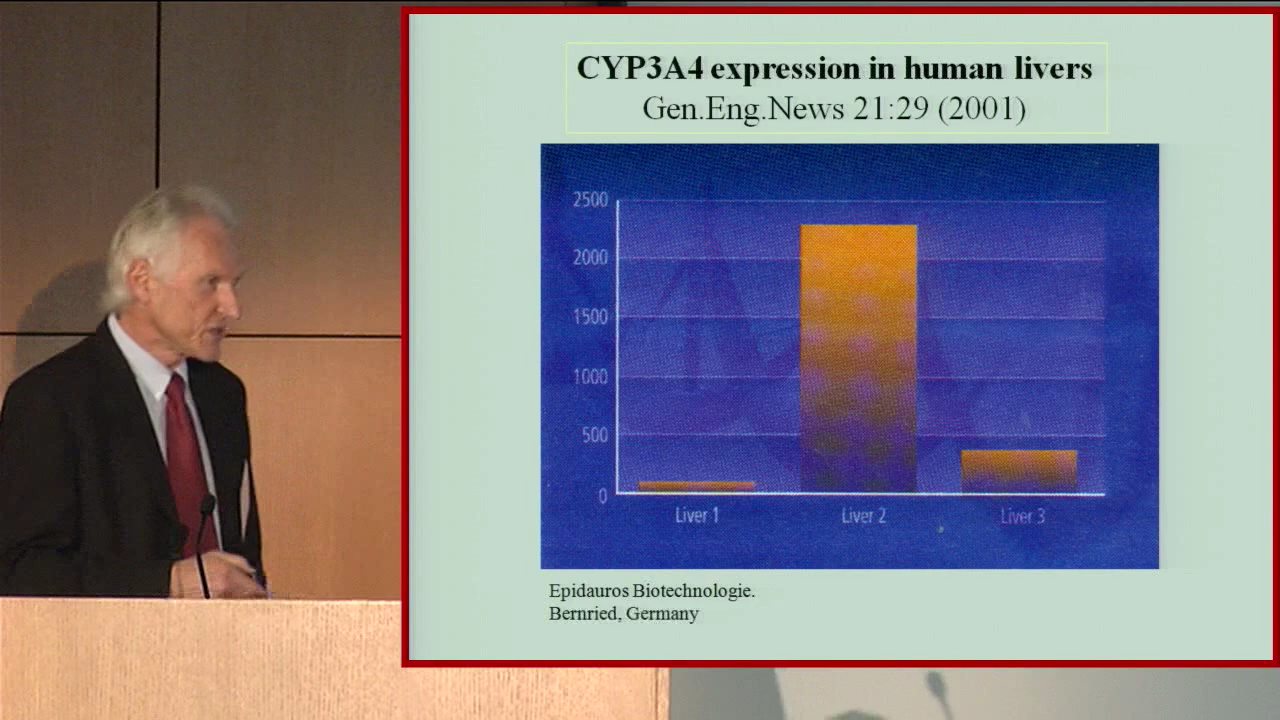 CYP3A4 expression in human livers
Gen.Eng.News 21:29 (2001)
2500
2000
1500
1000
500
0
Liver 1
Liver 2
Liver 3
Epidauros Biotechnologie.
Bernried, Germany